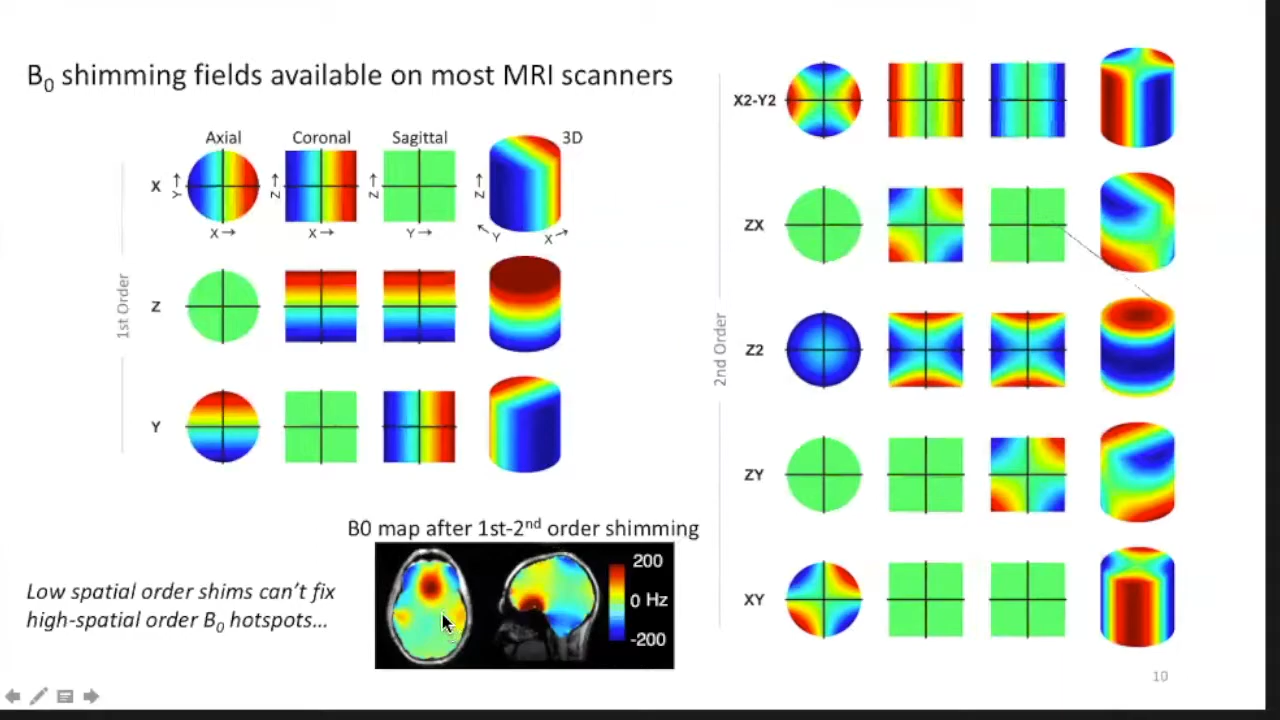 B₀ shimming fields available on most MRI scanners
Axial Coronal Sagittal 3D
X
Y→ Z→ Z→ Z→
X→ X→ Y→ ←Y X→
1st Order
Z
Y
X2-Y2
ZX
2nd Order
Z2
ZY
XY
B0 map after 1st-2ⁿᵈ order shimming
200
0 Hz
-200
Low spatial order shims can't fix
high-spatial order B₀ hotspots...
10